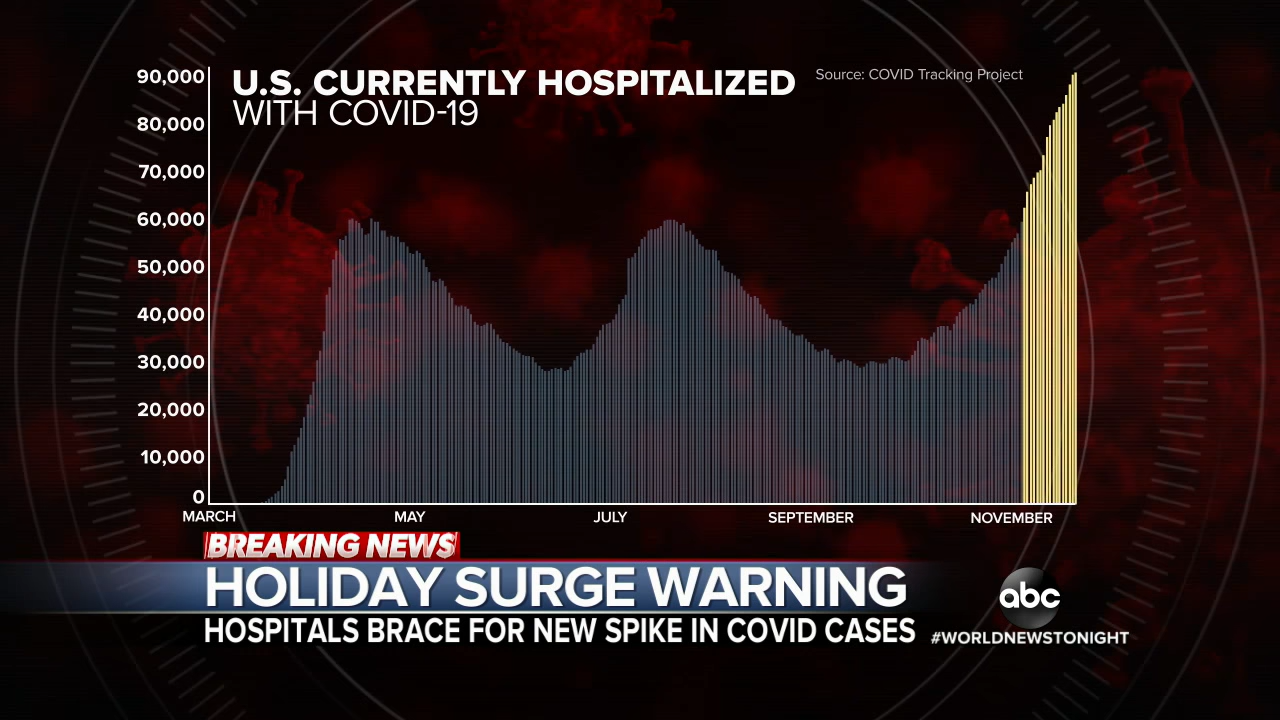 U.S. CURRENTLY HOSPITALIZED
WITH COVID-19
Source: COVID Tracking Project
90,000
80,000
70,000
60,000
50,000
40,000
30,000
20,000
10,000
0
MARCH MAY JULY SEPTEMBER NOVEMBER
BREAKING NEWS
HOLIDAY SURGE WARNING
HOSPITALS BRACE FOR NEW SPIKE IN COVID CASES
abc
#WORLDNEWSTONIGHT